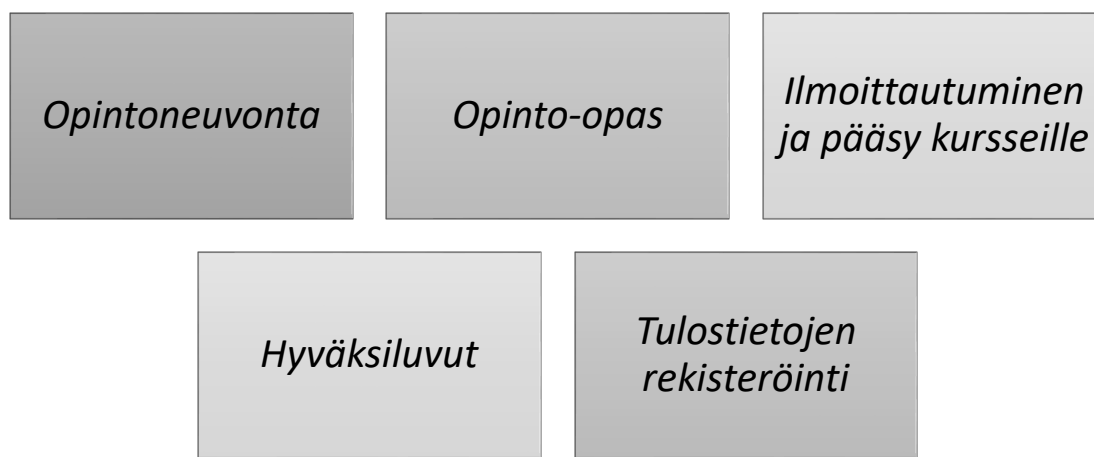 Opintoneuvonta
Opinto-opas
Ilmoittautuminen
ja pääsy kursseille
Hyväksiluvut
Tulostietojen
rekisteröinti